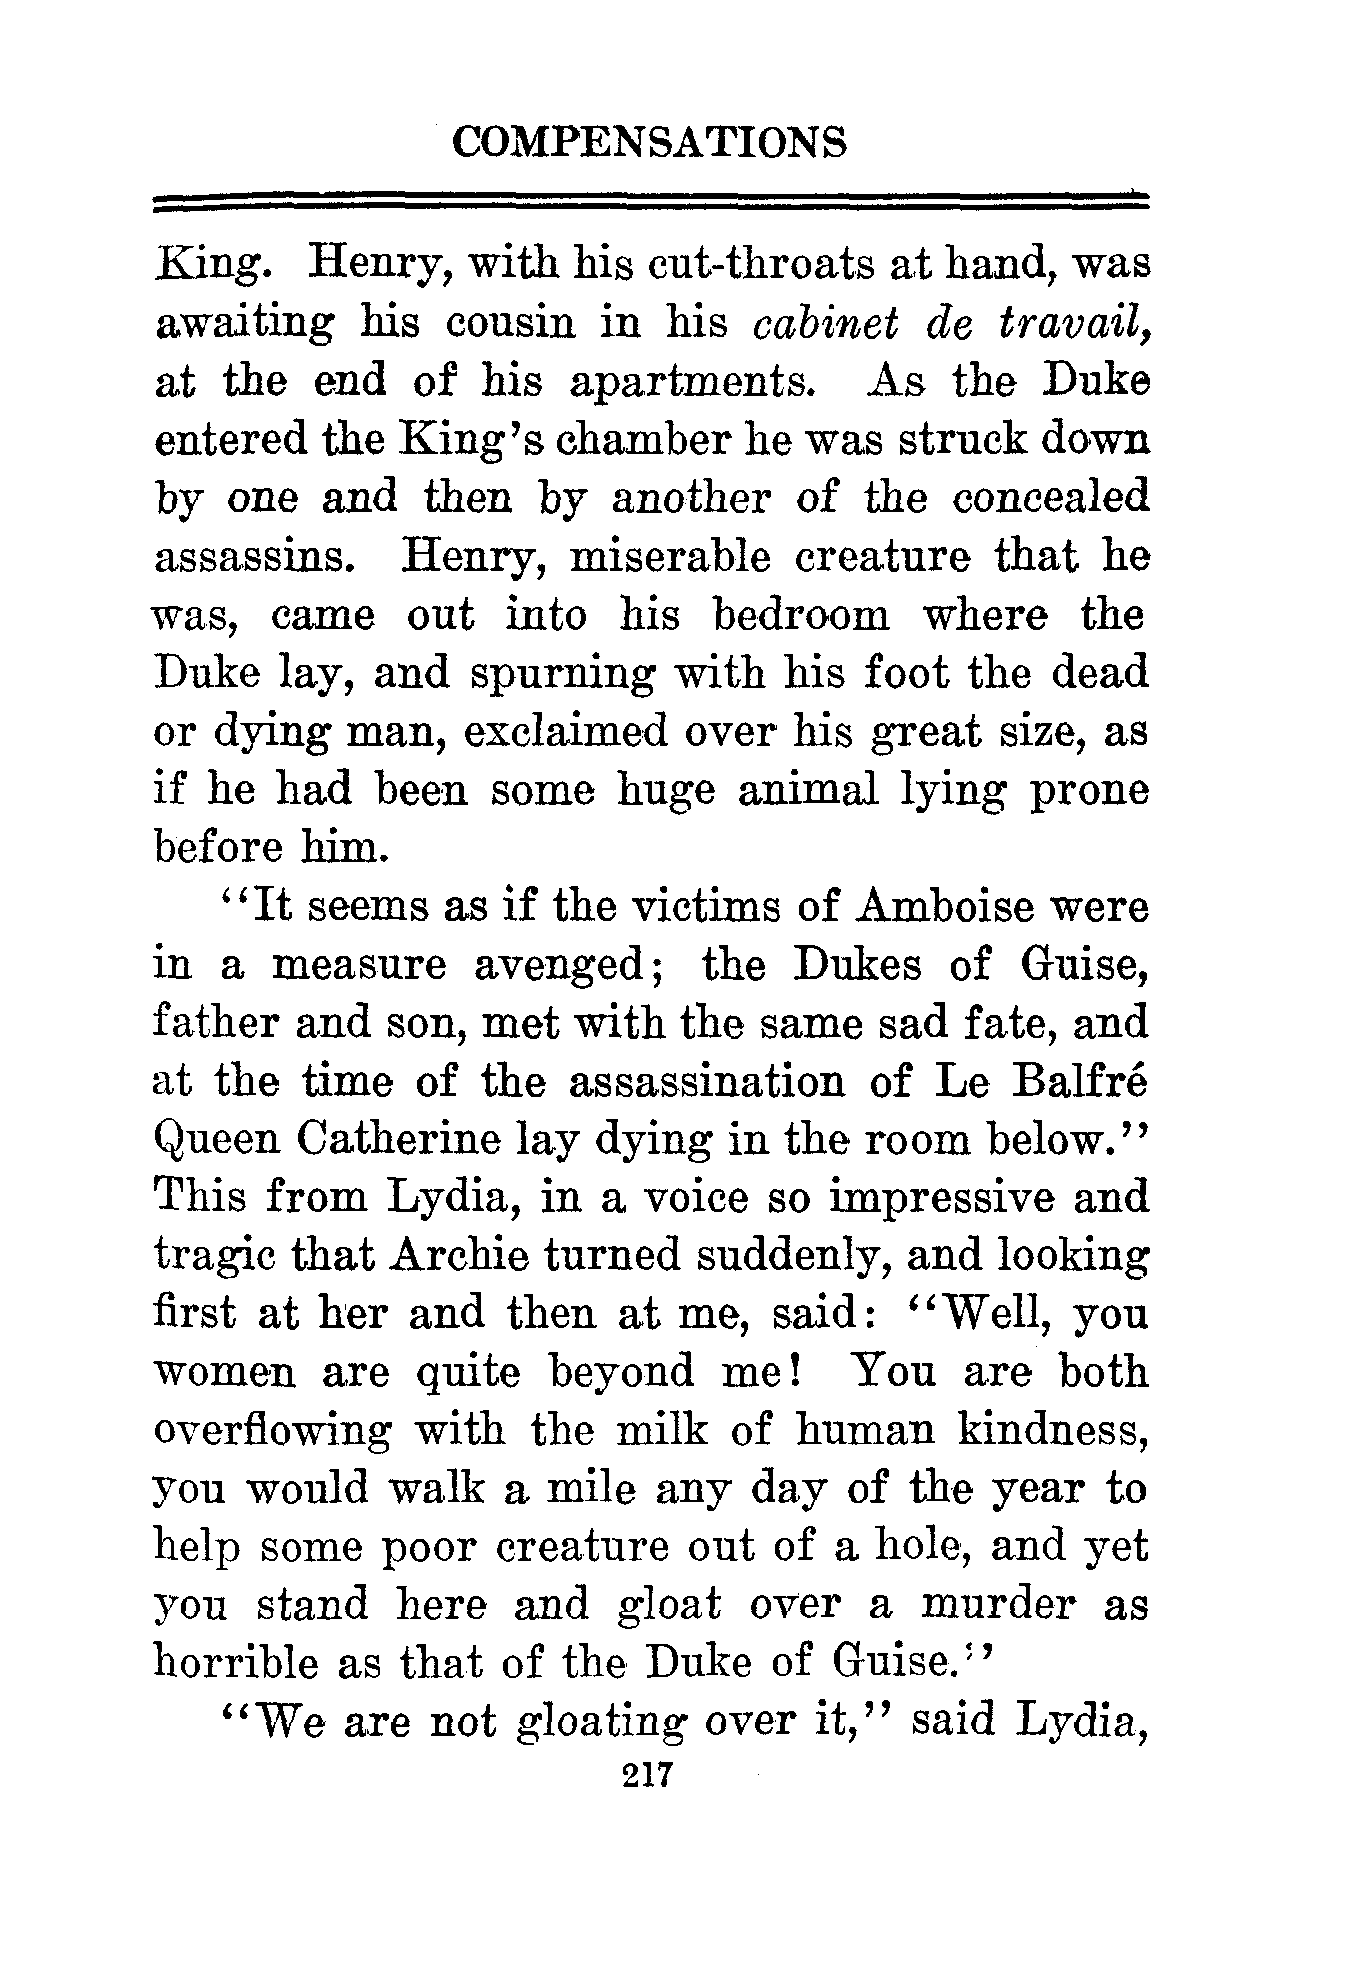 COMPENSATIONS
King. Henry, with his cut-throats at hand, was
awaiting his cousin in his cabinet de travail,
at the end of his apartments. As the Duke
entered the King's chamber he was struck down
by one and then by another of the concealed
assassins. Henry, miserable creature that he
was, came out into his bedroom where the
Duke lay, and spurning with his foot the dead
or dying man, exclaimed over his great size, as
if he had been some huge animal lying prone
before him.
"It seems as if the victims of Amboise were
in a measure avenged; the Dukes of Guise,
father and son, met with the same sad fate, and
at the time of the assassination of Le Balfré
Queen Catherine lay dying in the room below."
This from Lydia, in a voice so impressive and
tragic that Archie turned suddenly, and looking
first at her and then at me, said: "Well, you
women are quite beyond me! You are both
overflowing with the milk of human kindness,
you would walk a mile any day of the year to
help some poor creature out of a hole, and yet
you stand here and gloat over a murder as
horrible as that of the Duke of Guise."
"We are not gloating over it," said Lydia,
217